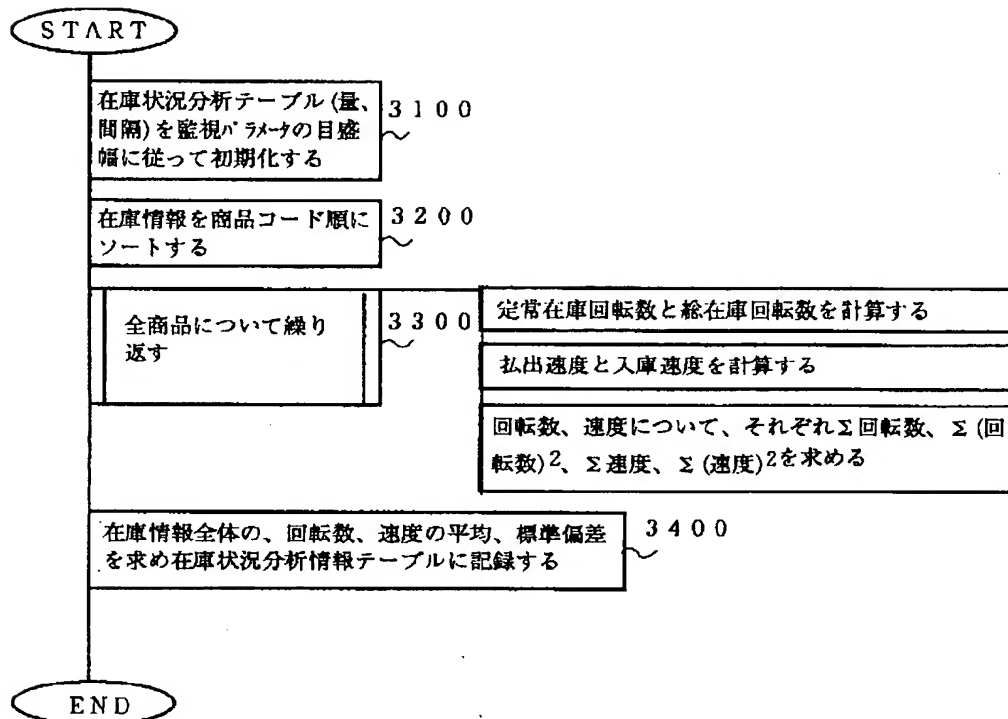 START
在庫状況分析テーブル(量、
間隔)を監視パラメータの目盛
幅に従って初期化する
3100
在庫情報を商品コード順に
ソートする
3200
全商品について繰り
返す
3300
定常在庫回転数と総在庫回転数を計算する
払出速度と入庫速度を計算する
回転数、速度について、それぞれΣ回転数、Σ(回
転数)2、Σ速度、Σ(速度)2を求める
在庫情報全体の、回転数、速度の平均、標準偏差
を求め在庫状況分析情報テーブルに記録する
3400
END